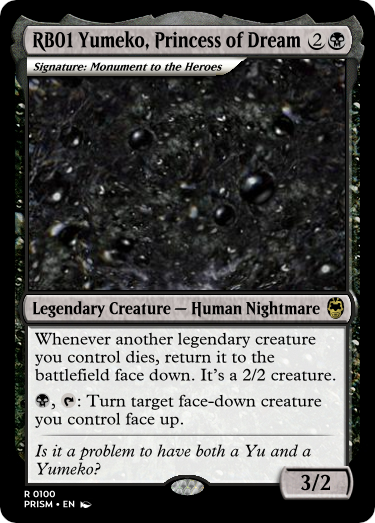 RB01 Yumeko, Princess of Dream 2
Signature: Monument to the Heroes
Legendary Creature — Human Nightmare
Whenever another legendary creature
you control dies, return it to the
battlefield face down. It's a 2/2 creature.
, : Turn target face-down creature
you control face up.
Is it a problem to have both a Yu and a
Yumeko?
3/2
R 0100
PRISM • EN